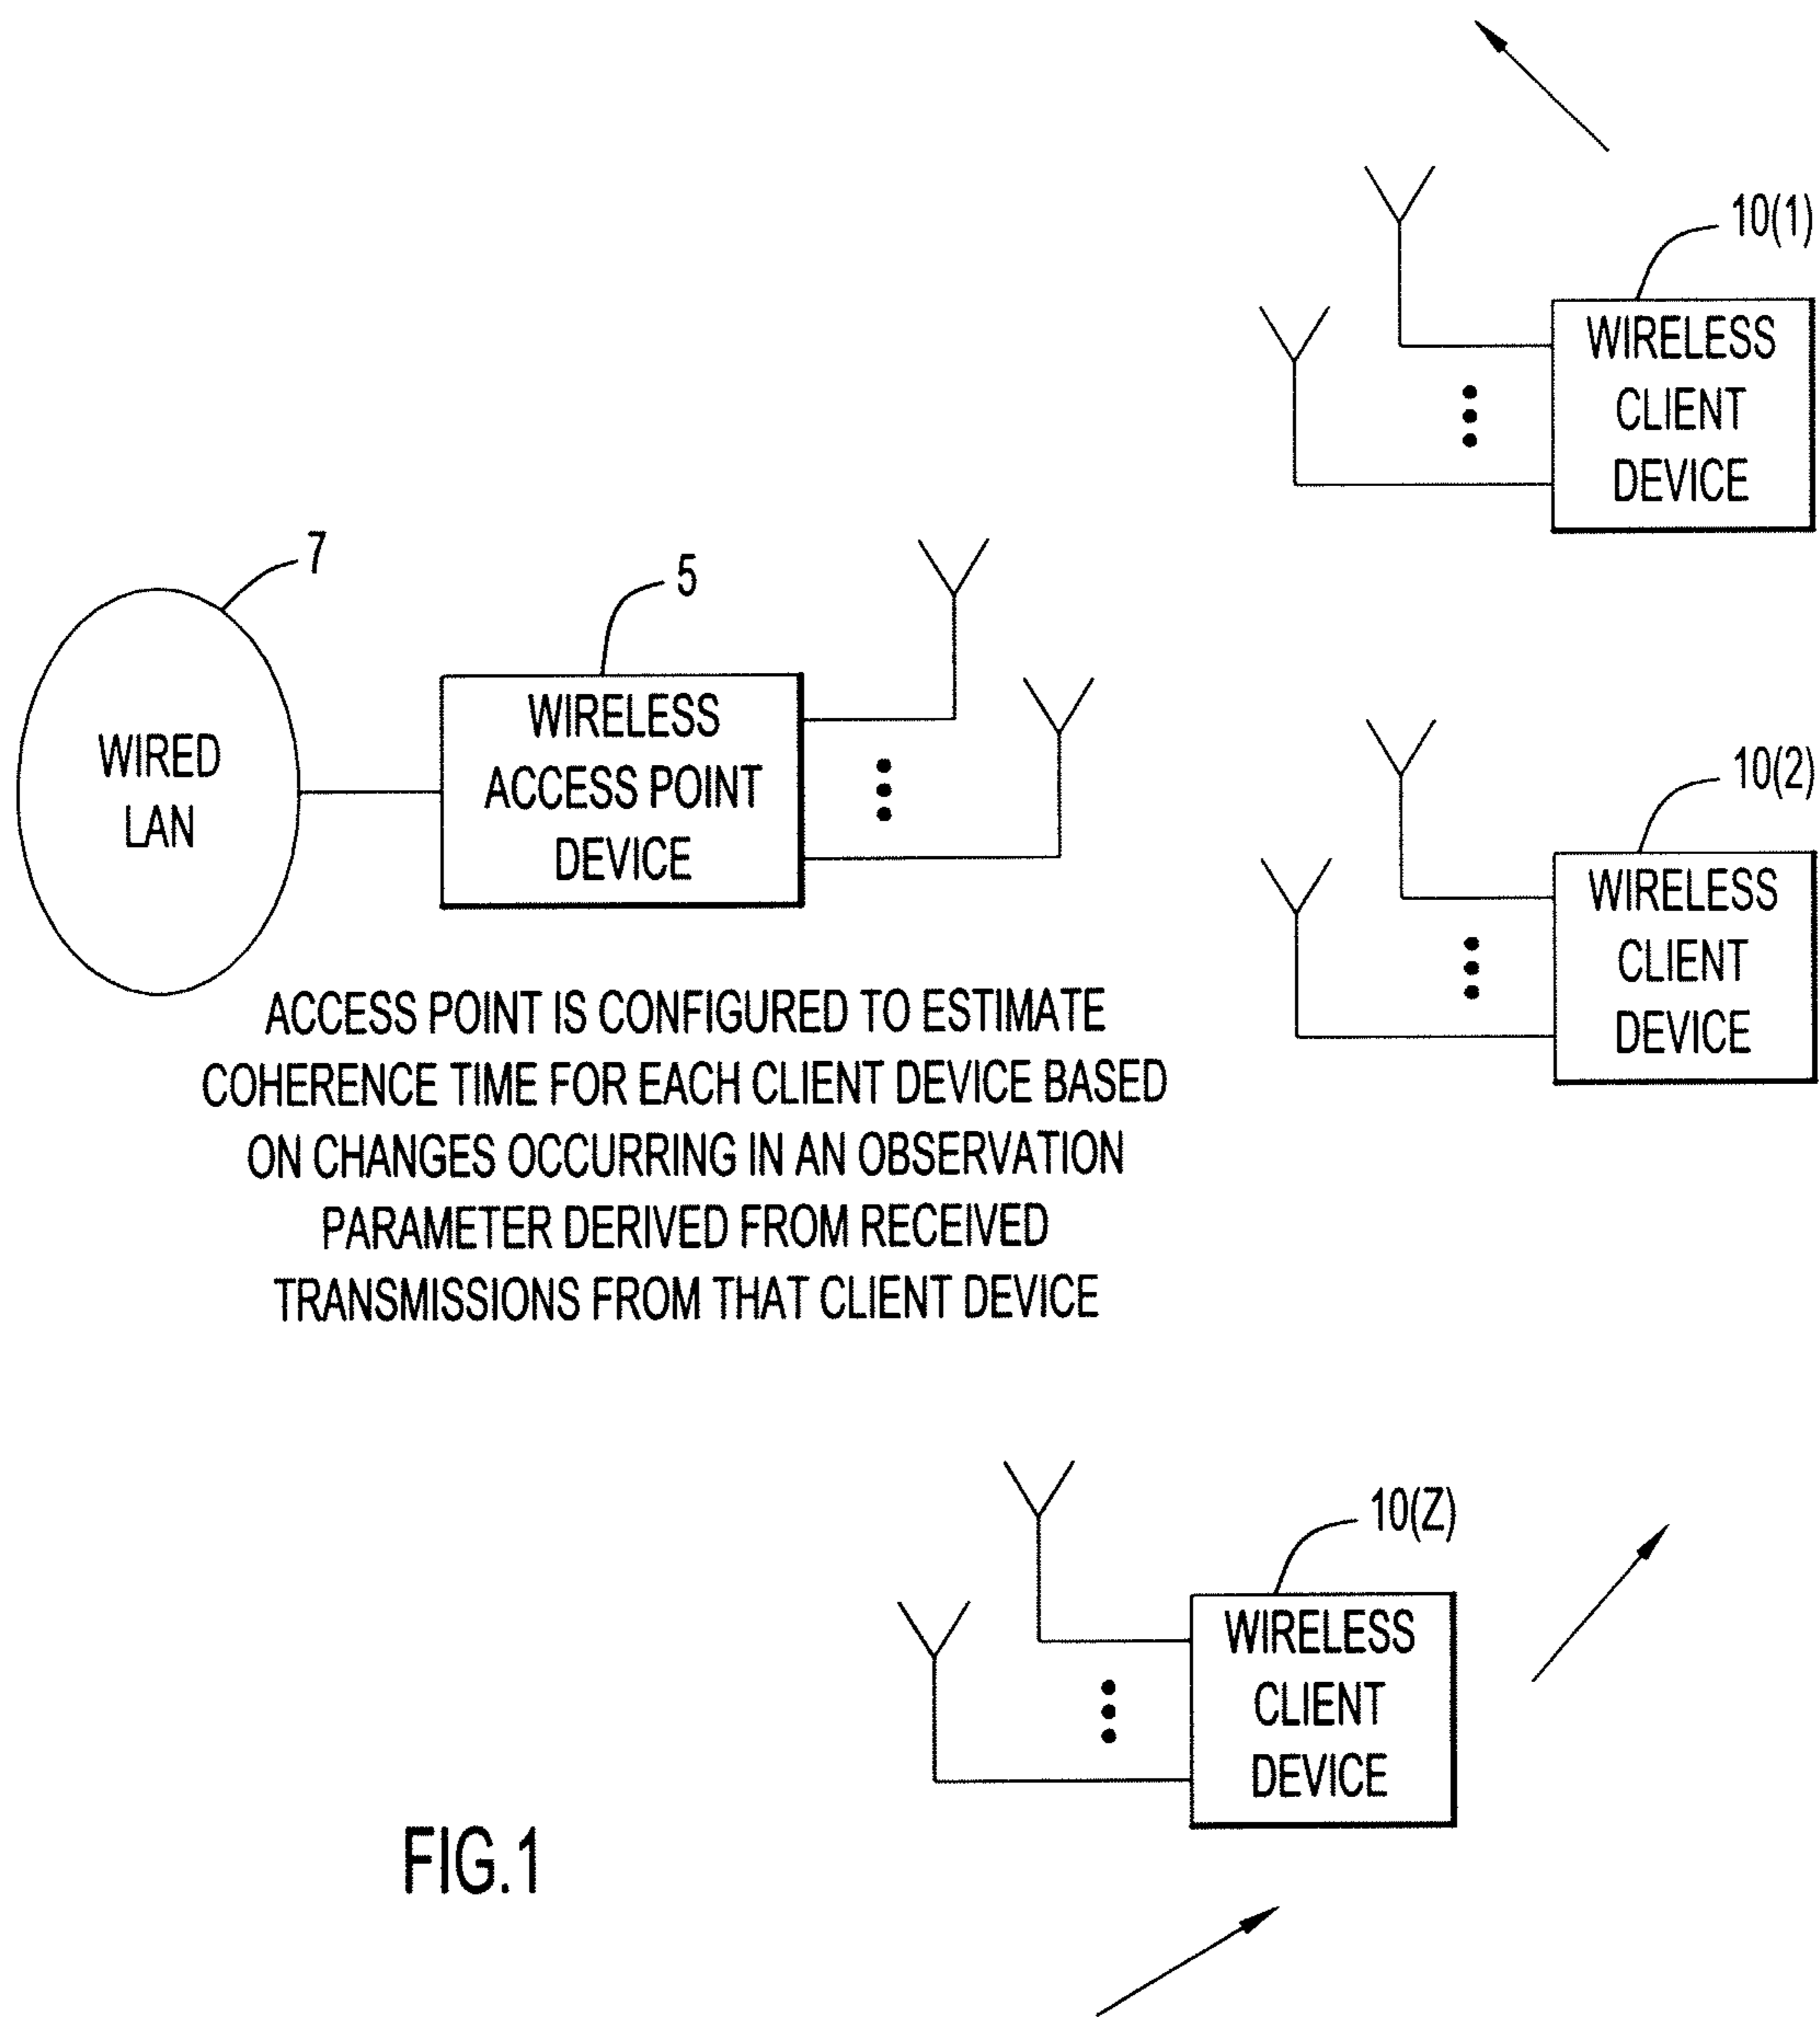 10(1)
WIRELESS
CLIENT
DEVICE
7
5
WIRED
LAN
WIRELESS
ACCESS POINT
DEVICE
10(2)
WIRELESS
CLIENT
DEVICE
ACCESS POINT IS CONFIGURED TO ESTIMATE
COHERENCE TIME FOR EACH CLIENT DEVICE BASED
ON CHANGES OCCURRING IN AN OBSERVATION
PARAMETER DERIVED FROM RECEIVED
TRANSMISSIONS FROM THAT CLIENT DEVICE
10(Z)
WIRELESS
CLIENT
DEVICE
FIG.1